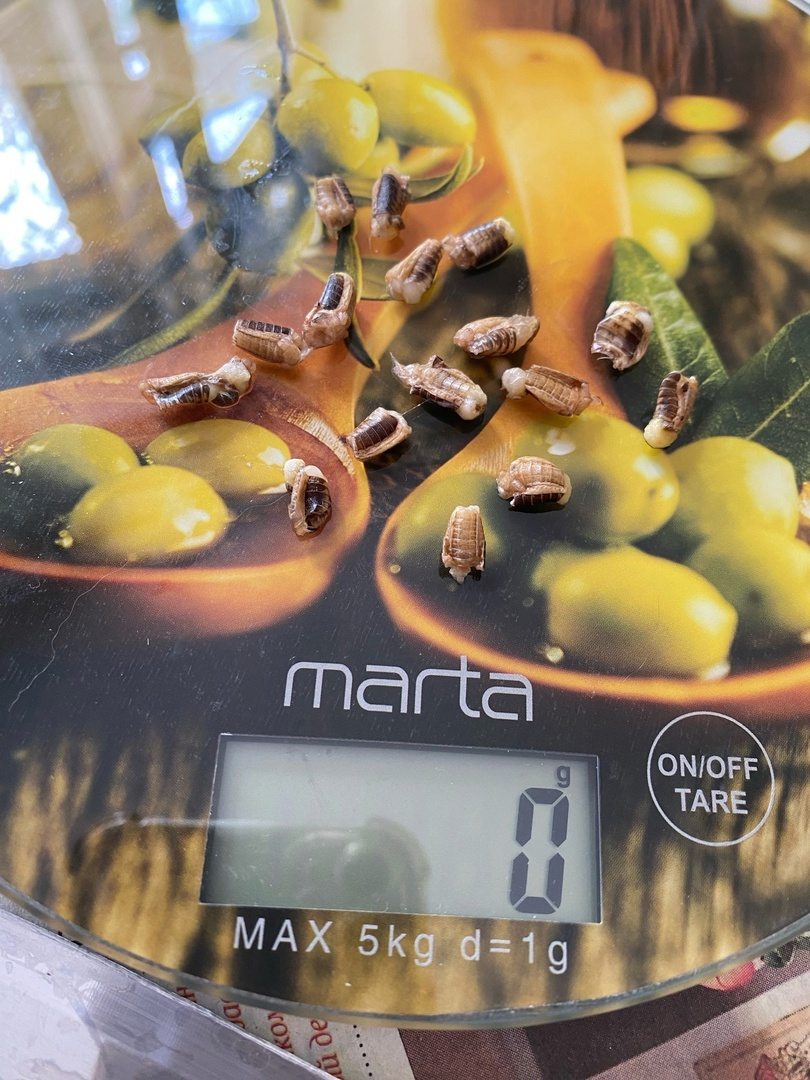 marta
ON/OFF
TARE
g
0
MAX 5kg d=1g